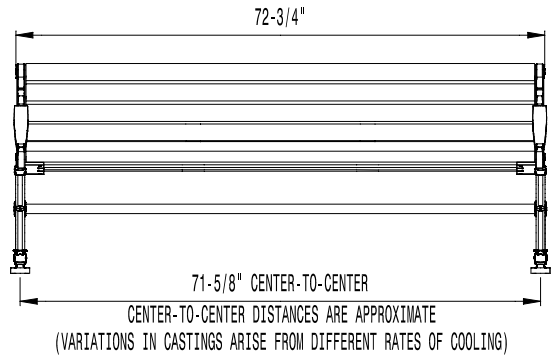 72-3/4"
71-5/8" CENTER-TO-CENTER
CENTER-TO-CENTER DISTANCES ARE APPROXIMATE
(VARIATIONS IN CASTINGS ARISE FROM DIFFERENT RATES OF COOLING)